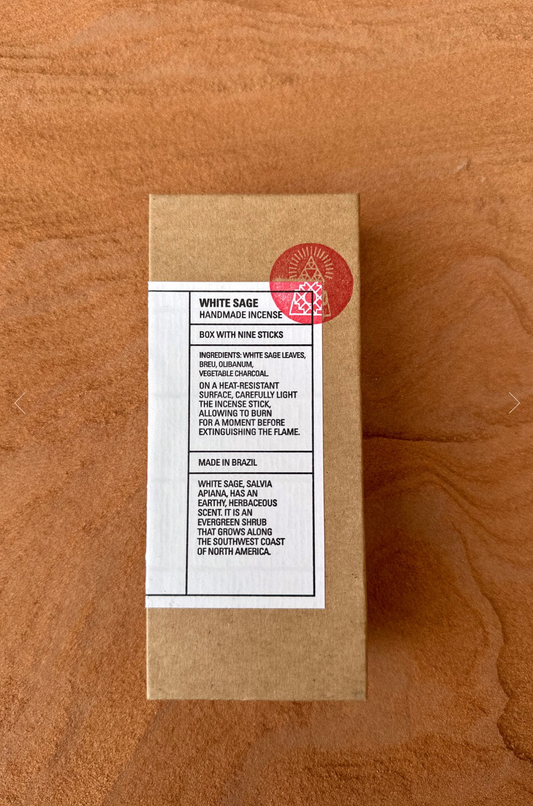 WHITE SAGE
HANDMADE INCENSE
BOX WITH NINE STICKS
INGREDIENTS: WHITE SAGE LEAVES,
BREU, OLIBANUM,
VEGETABLE CHARCOAL.
ON A HEAT-RESISTANT
SURFACE, CAREFULLY LIGHT
THE INCENSE STICK,
ALLOWING TO BURN
FOR A MOMENT BEFORE
EXTINGUISHING THE FLAME.
MADE IN BRAZIL
WHITE SAGE, SALVIA
APIANA, HAS AN
EARTHY, HERBACEOUS
SCENT. IT IS AN
EVERGREEN SHRUB
THAT GROWS ALONG
THE SOUTHWEST COAST
OF NORTH AMERICA.